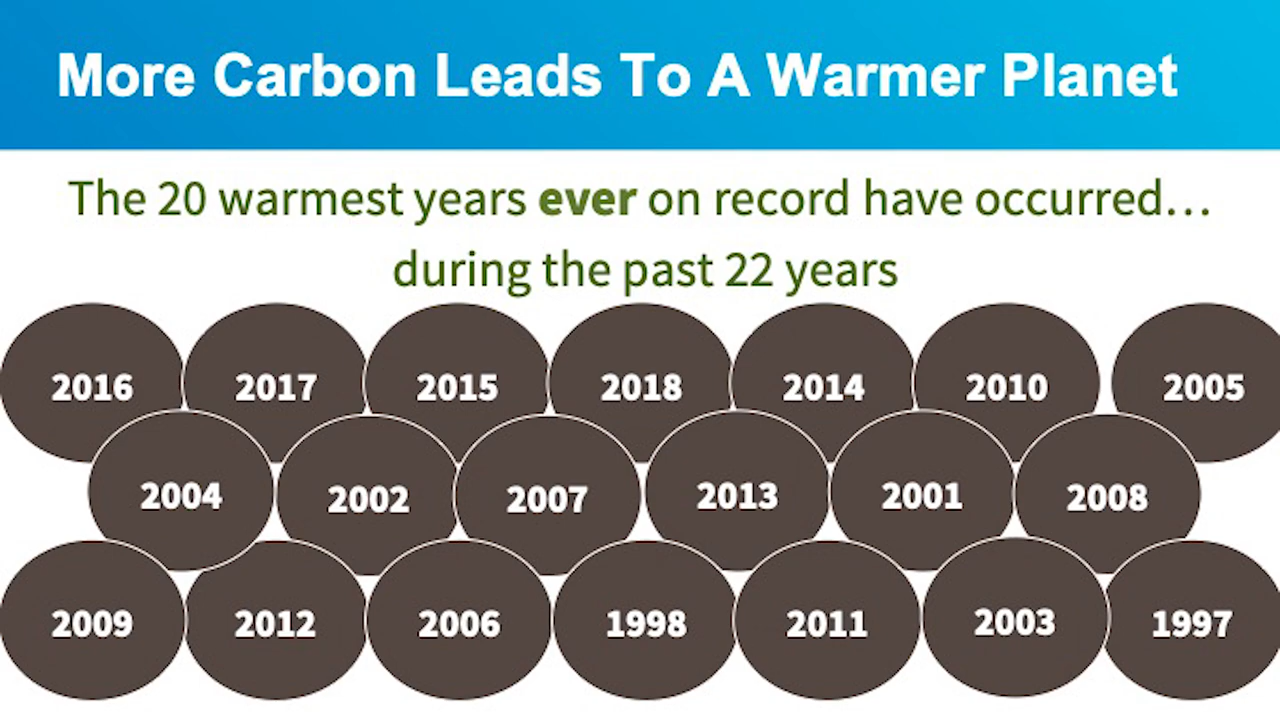 More Carbon Leads To A Warmer Planet
The 20 warmest years ever on record have occurred…
during the past 22 years
2016 2017 2015 2018 2014 2010 2005
2004 2002 2007 2013 2001 2008
2009 2012 2006 1998 2011 2003 1997